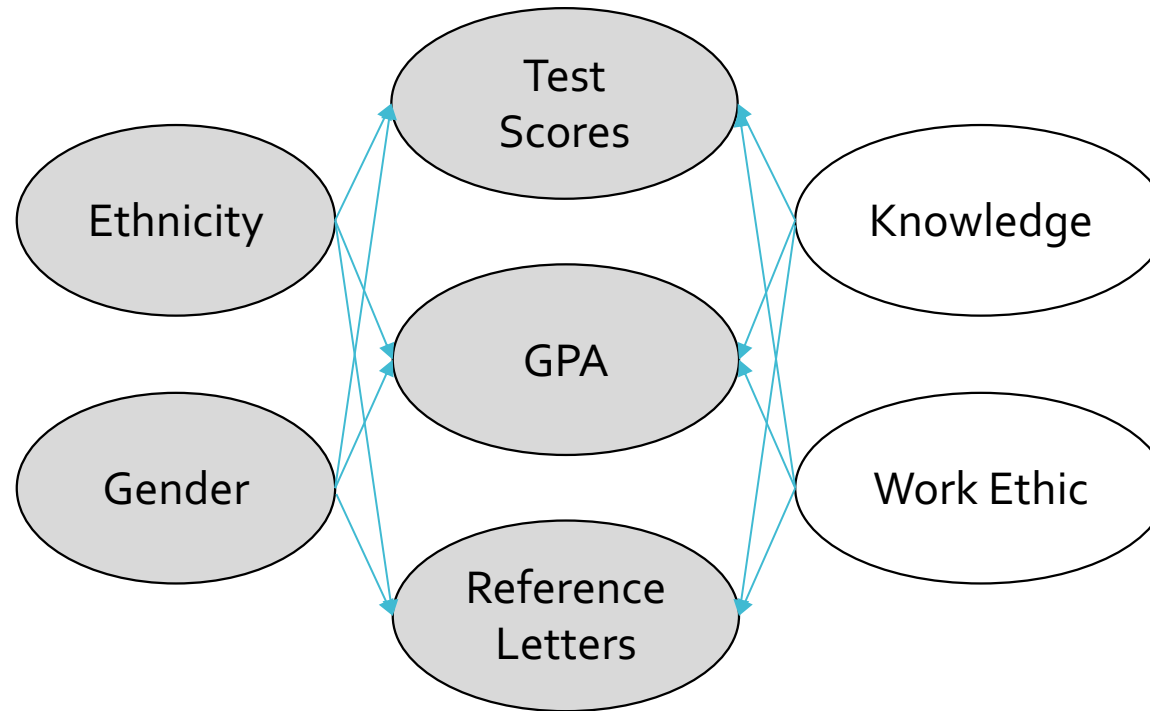 Test
Scores
Ethnicity
Knowledge
GPA
Gender
Work Ethic
Reference
Letters